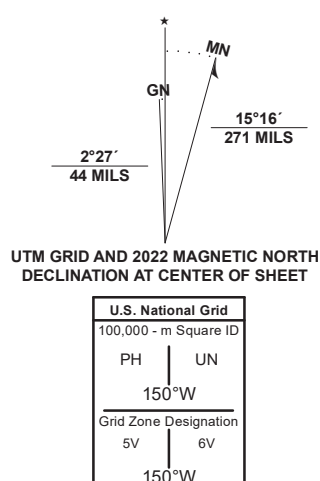 ★
MN
GN
15°16´
271 MILS
2°27´
44 MILS
UTM GRID AND 2022 MAGNETIC NORTH
DECLINATION AT CENTER OF SHEET
U.S. National Grid
100,000 - m Square ID
PH UN
150°W
Grid Zone Designation
5V 6V
150°W